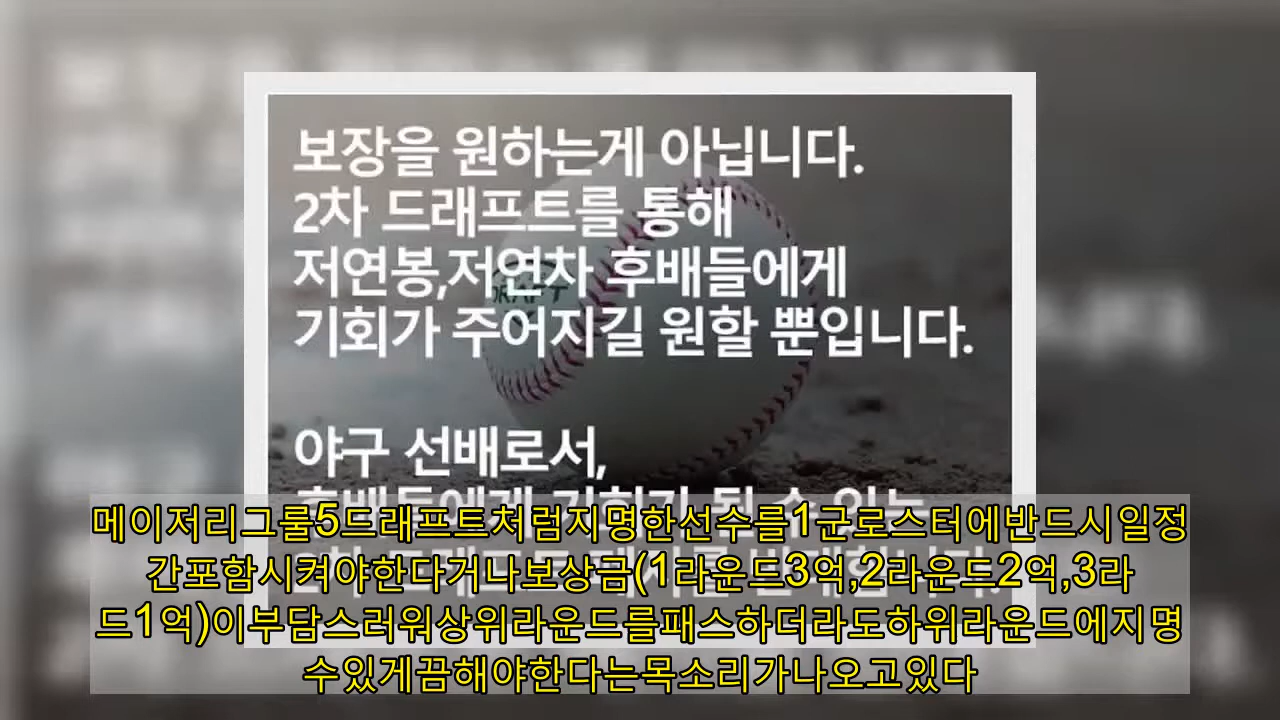 보장을 원하는게 아닙니다.
2차 드래프트를 통해
저연봉,저연차 후배들에게
기회가 주어지길 원할 뿐입니다.
야구 선배로서,
메이저리그룰5드래프트처럼지명한선수를1군로스터에반드시일정
간포함시켜야한다거나보상금(1라운드3억,2라운드2억,3라
드1억)이부담스러워상위라운드를패스하더라도하위라운드에지명
수있게끔해야한다는목소리가나오고있다